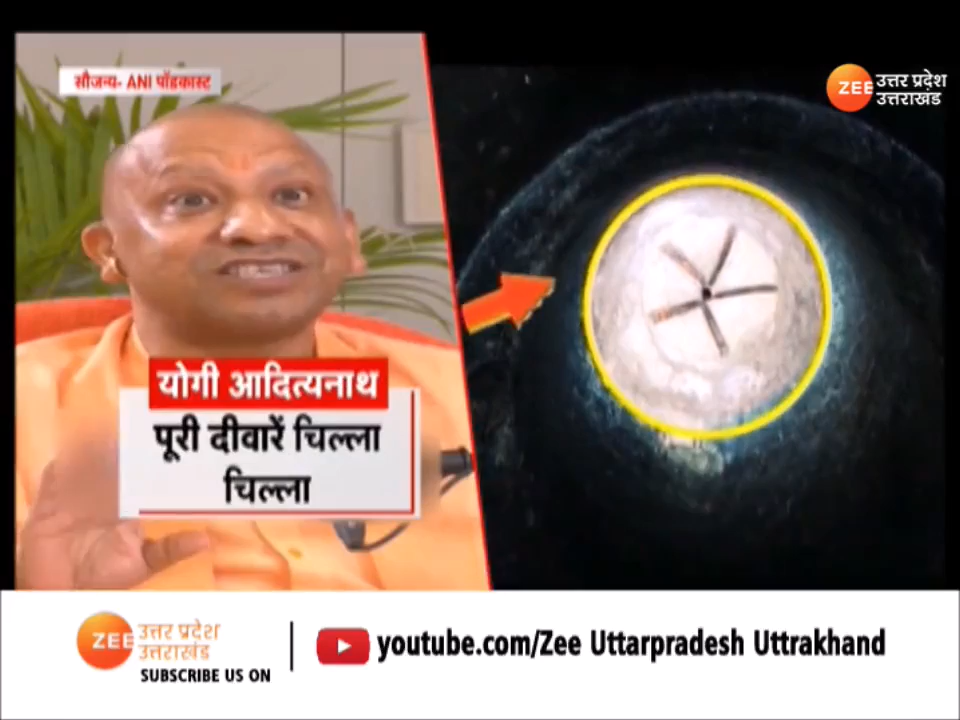 सौजन्य- ANI पॉडकास्ट
ZEE उत्तर प्रदेश
उत्तराखंड
योगी आदित्यनाथ
पूरी दीवारें चिल्ला
चिल्ला
ZEE उत्तर प्रदेश
उत्तराखंड
SUBSCRIBE US ON
youtube.com/Zee Uttarpradesh Uttrakhand